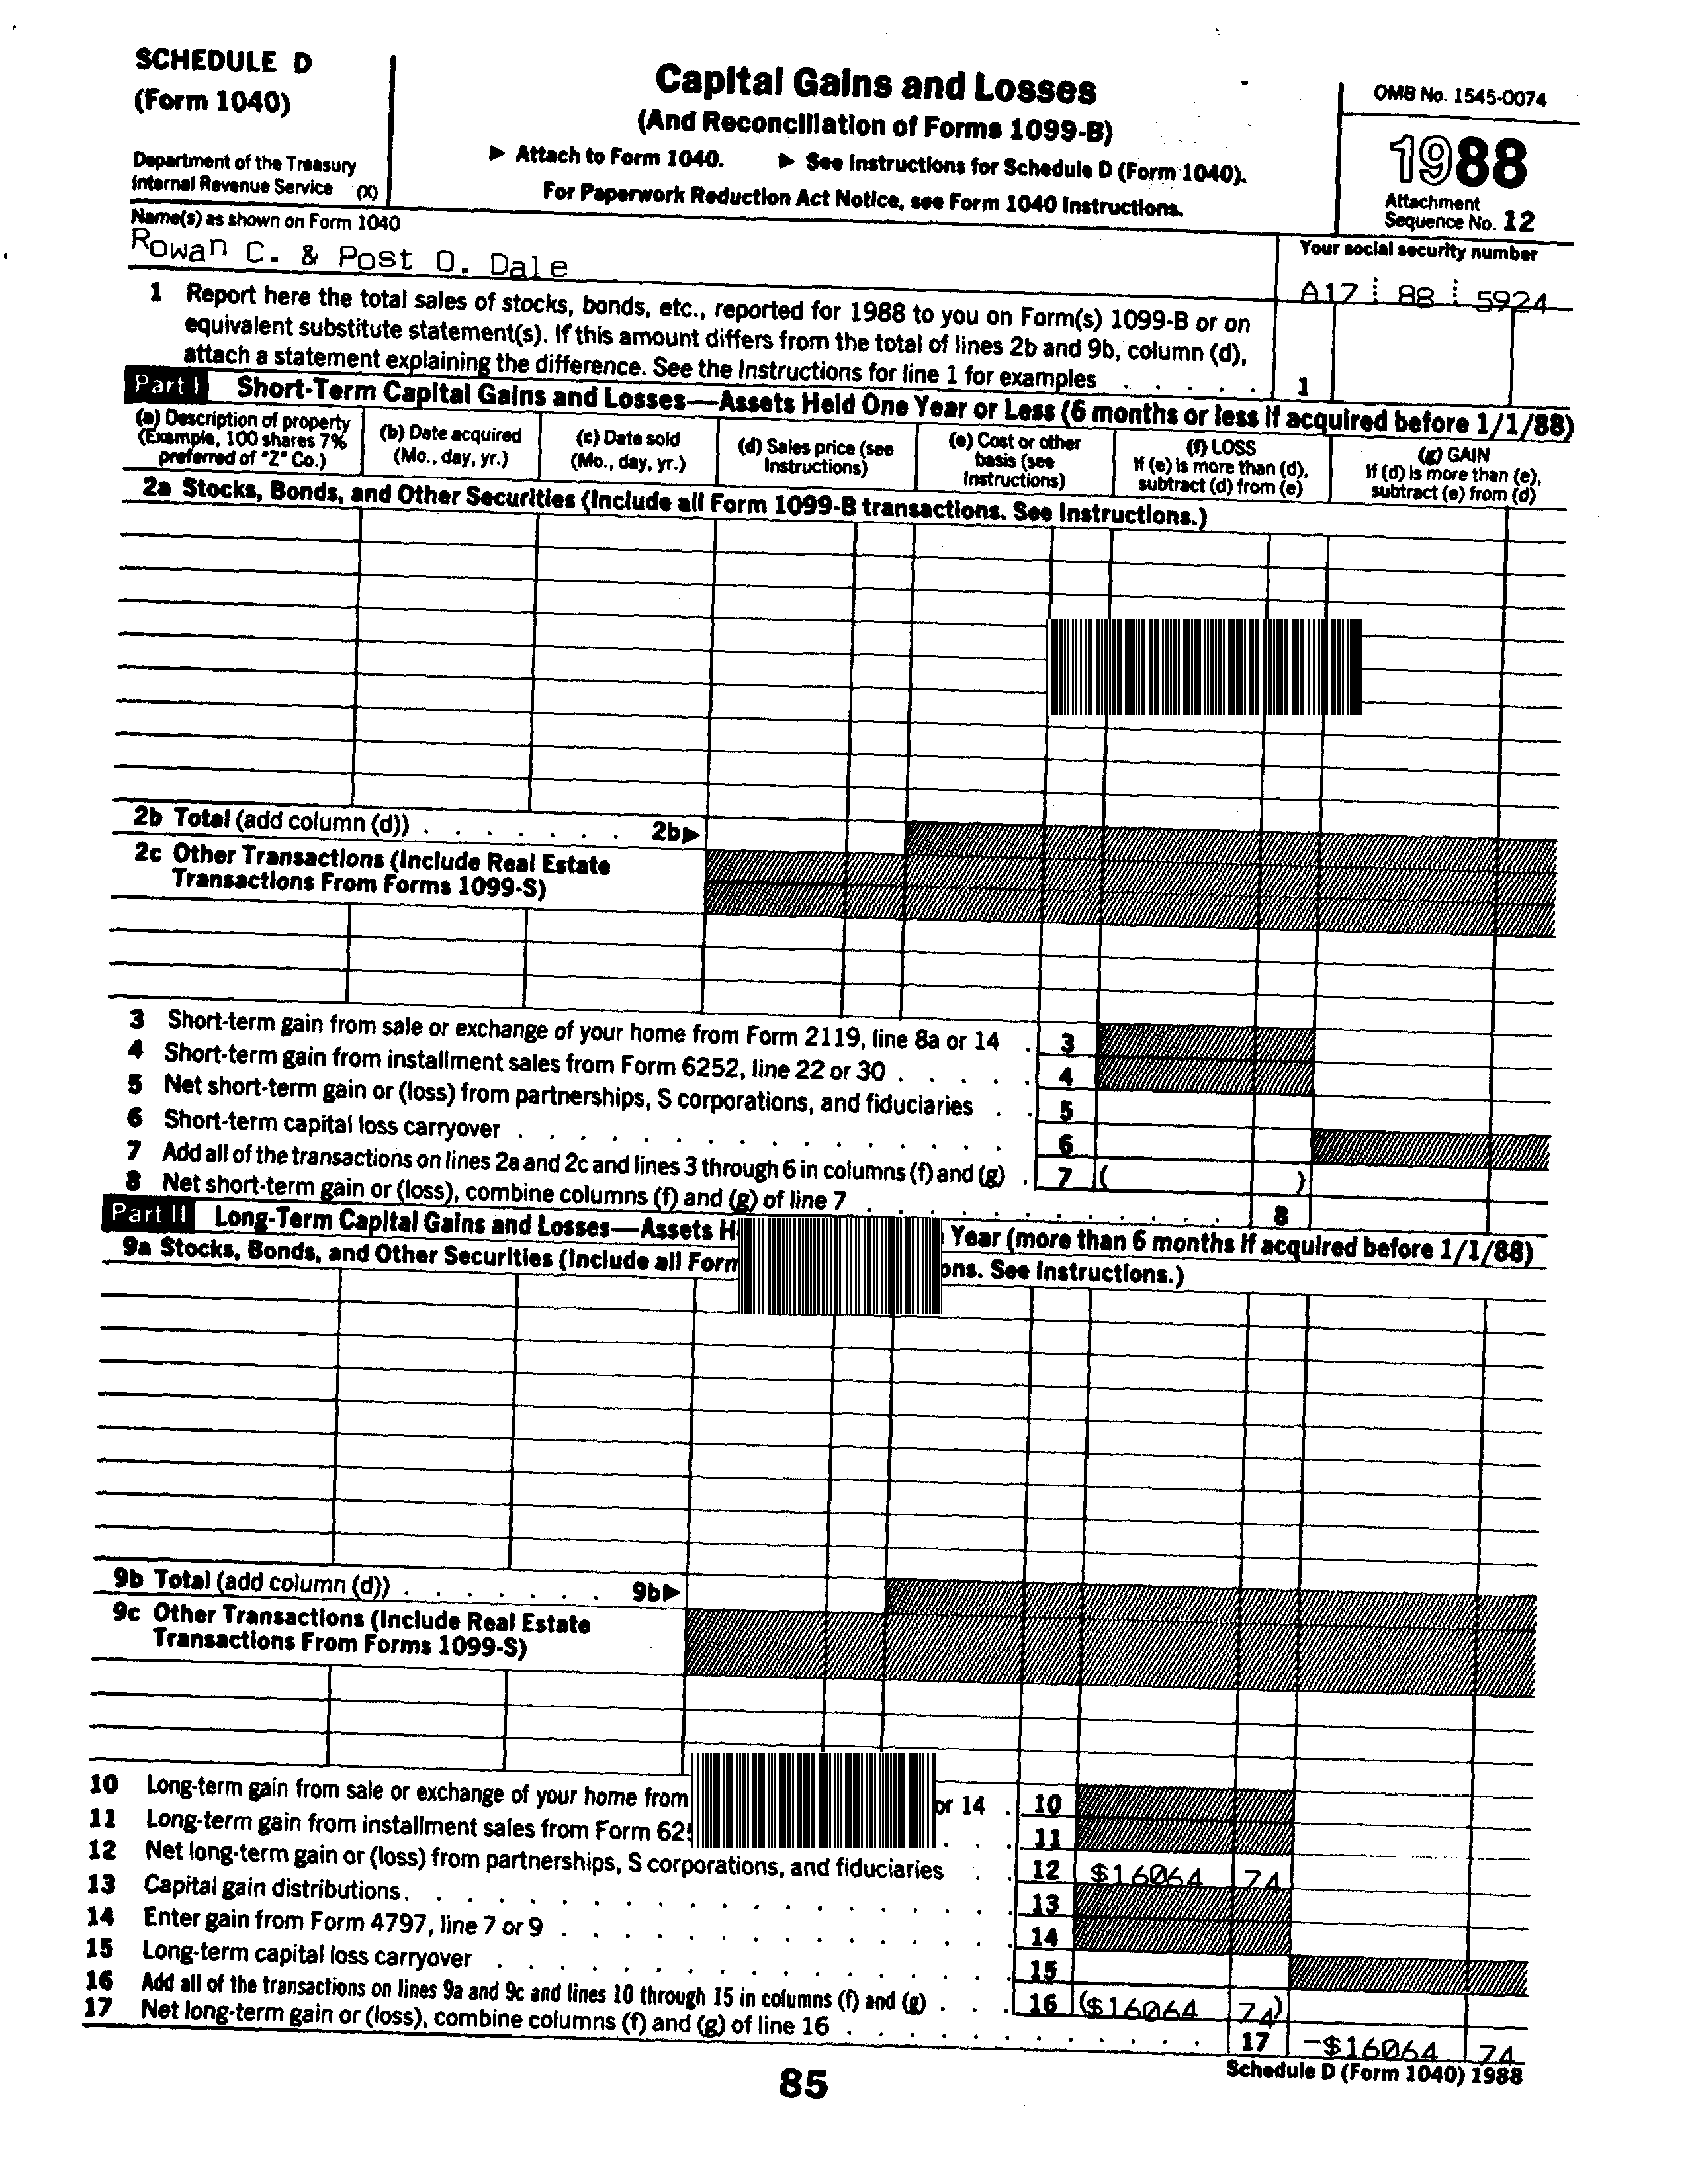 SCHEDULE D
(Form 1040)
Department of the Treasury
Internal Revenue Service (X)
Capital Gains and Losses
(And Reconciliation of Forms 1099-B)
▶ Attach to Form 1040. ▶ See Instructions for Schedule D (Form 1040).
For Paperwork Reduction Act Notice, see Form 1040 Instructions.
OMB No. 1545-0074
1988
Attachment
Sequence No. 12
Name(s) as shown on Form 1040
Rowan C. & Post O. Dale
Your social security number
A17 88 5924
1 Report here the total sales of stocks, bonds, etc., reported for 1988 to you on Form(s) 1099-B or on
equivalent substitute statement(s). If this amount differs from the total of lines 2b and 9b, column (d),
attach a statement explaining the difference. See the Instructions for line 1 for examples . . . . . 1
Part I Short-Term Capital Gains and Losses—Assets Held One Year or Less (6 months or less if acquired before 1/1/88)
(a) Description of property
(Example, 100 shares 7%
preferred of "Z" Co.)
(b) Date acquired
(Mo., day, yr.)
(c) Date sold
(Mo., day, yr.)
(d) Sales price (see
Instructions)
(e) Cost or other
basis (see
Instructions)
(f) LOSS
If (e) is more than (d),
subtract (d) from (e)
(g) GAIN
If (d) is more than (e),
subtract (e) from (d)
2a Stocks, Bonds, and Other Securities (Include all Form 1099-B transactions. See Instructions.)
2b Total (add column (d)) . . . . . . . 2b▶
2c Other Transactions (Include Real Estate
Transactions From Forms 1099-S)
3 Short-term gain from sale or exchange of your home from Form 2119, line 8a or 14 . 3
4 Short-term gain from installment sales from Form 6252, line 22 or 30 . . . . . 4
5 Net short-term gain or (loss) from partnerships, S corporations, and fiduciaries . . 5
6 Short-term capital loss carryover . . . . . . . . . . . . . . . 6
7 Add all of the transactions on lines 2a and 2c and lines 3 through 6 in columns (f) and (g) . 7 ( )
8 Net short-term gain or (loss), combine columns (f) and (g) of line 7 . . . . . . . . . . . . 8
Part II Long-Term Capital Gains and Losses—Assets H Year (more than 6 months if acquired before 1/1/88)
9a Stocks, Bonds, and Other Securities (Include all Form ons. See Instructions.)
9b Total (add column (d)) . . . . . . . 9b▶
9c Other Transactions (Include Real Estate
Transactions From Forms 1099-S)
10 Long-term gain from sale or exchange of your home from or 14 . 10
11 Long-term gain from installment sales from Form 625 . . . 11
12 Net long-term gain or (loss) from partnerships, S corporations, and fiduciaries . . 12 $16064 74
13 Capital gain distributions . . . . . . . . . . . . . . . . . 13
14 Enter gain from Form 4797, line 7 or 9 . . . . . . . . . . . . . 14
15 Long-term capital loss carryover . . . . . . . . . . . . . . . 15
16 Add all of the transactions on lines 9a and 9c and lines 10 through 15 in columns (f) and (g) . . . 16 ($16064 74)
17 Net long-term gain or (loss), combine columns (f) and (g) of line 16 . . . . . . . . . . . . 17 -$16064 74
85
Schedule D (Form 1040) 1988